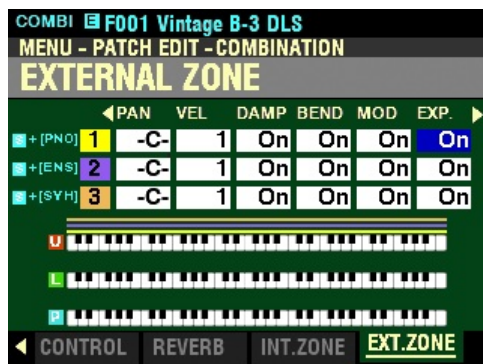 COMBI E F001 Vintage B-3 DLS
MENU - PATCH EDIT - COMBINATION
EXTERNAL ZONE
PAN VEL DAMP BEND MOD EXP.
S +[PNO] 1 -C- 1 On On On On
S +[ENS] 2 -C- 1 On On On On
S +[SYH] 3 -C- 1 On On On On
U
L
P
CONTROL REVERB INT.ZONE EXT.ZONE